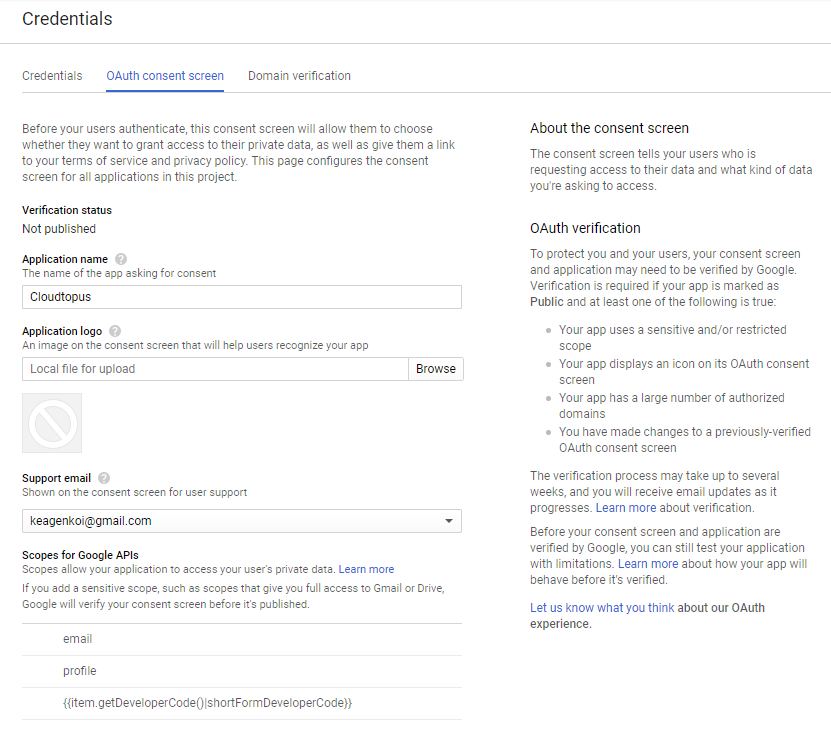 Credentials
Credentials
OAuth consent screen
Domain verification
Before your users authenticate, this consent screen will allow them to choose
whether they want to grant access to their private data, as well as give them a link
to your terms of service and privacy policy. This page configures the consent
screen for all applications in this project.
Verification status
Not published
Application name
The name of the app asking for consent
Cloudtopus
Application logo
An image on the consent screen that will help users recognize your app
Local file for upload
Browse
Support email
Shown on the consent screen for user support
keagenkoi@gmail.com
Scopes for Google APIs
Scopes allow your application to access your user's private data. Learn more
If you add a sensitive scope, such as scopes that give you full access to Gmail or Drive,
Google will verify your consent screen before it's published.
email
profile
{{item.getDeveloperCode()|shortFormDeveloperCode}}
About the consent screen
The consent screen tells your users who is
requesting access to their data and what kind of data
you're asking to access.
OAuth verification
To protect you and your users, your consent screen
and application may need to be verified by Google.
Verification is required if your app is marked as
Public and at least one of the following is true:
Your app uses a sensitive and/or restricted
scope
Your app displays an icon on its OAuth consent
screen
Your app has a large number of authorized
domains
You have made changes to a previously-verified
OAuth consent screen
The verification process may take up to several
weeks, and you will receive email updates as it
progresses. Learn more about verification.
Before your consent screen and application are
verified by Google, you can still test your application
with limitations. Learn more about how your app will
behave before it's verified.
Let us know what you think about our OAuth
experience.